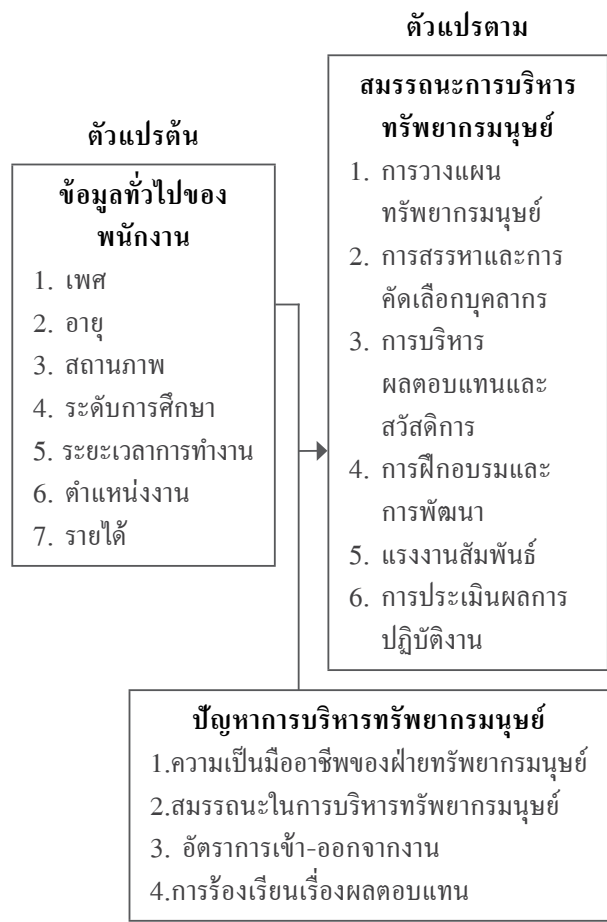 ตัวแปรต้น
ข้อมูลทั่วไปของ
พนักงาน
1. เพศ
2. อายุ
3. สถานภาพ
4. ระดับการศึกษา
5. ระยะเวลาการทำงาน
6. ตำแหน่งงาน
7. รายได้
ตัวแปรตาม
สมรรถนะการบริหาร
ทรัพยากรมนุษย์
1. การวางแผน
ทรัพยากรมนุษย์
2. การสรรหาและการ
คัดเลือกบุคลากร
3. การบริหาร
ผลตอบแทนและ
สวัสดิการ
4. การฝึกอบรมและ
การพัฒนา
5. แรงงานสัมพันธ์
6. การประเมินผลการ
ปฏิบัติงาน
ปัญหาการบริหารทรัพยากรมนุษย์
1.ความเป็นมืออาชีพของฝ่ายทรัพยากรมนุษย์
2.สมรรถนะในการบริหารทรัพยากรมนุษย์
3. อัตราการเข้า-ออกจากงาน
4.การร้องเรียนเรื่องผลตอบแทน